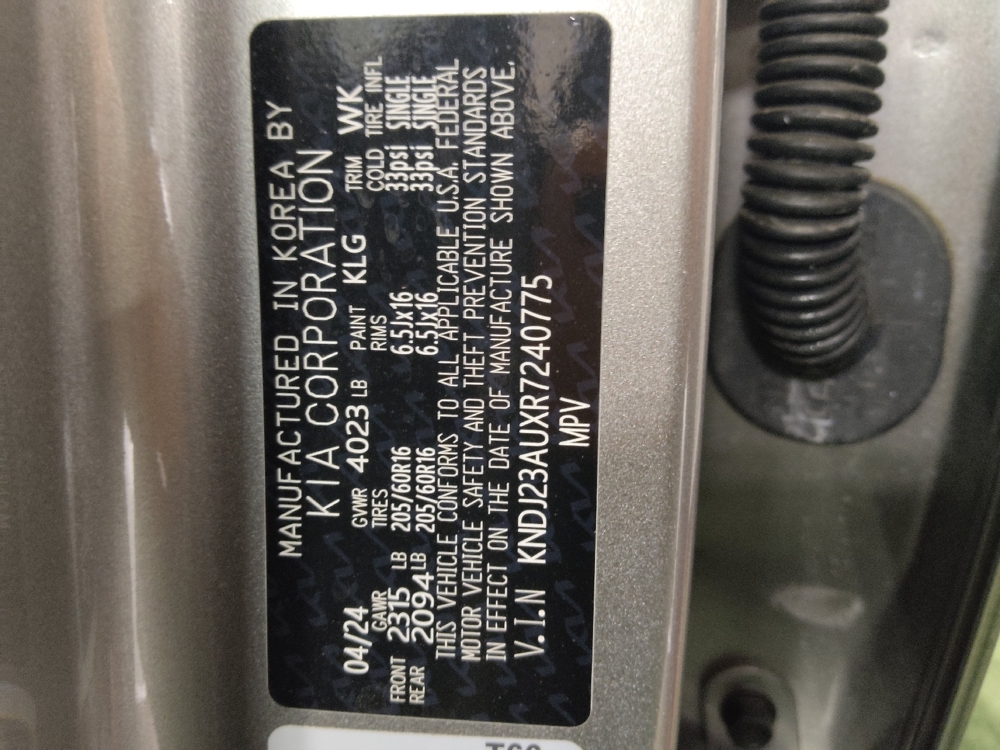 MANUFACTURED IN KOREA BY
KIA CORPORATION
04/24 GVWR 4023 LB PAINT KLG TRIM WK
GAWR TIRES RIMS COLD TIRE INFL
FRONT 2315 LB 205/60R16 6.5Jx16 33psi SINGLE
REAR 2094 LB 205/60R16 6.5Jx16 33psi SINGLE
THIS VEHICLE CONFORMS TO ALL APPLICABLE U.S.A. FEDERAL
MOTOR VEHICLE SAFETY AND THEFT PREVENTION STANDARDS
IN EFFECT ON THE DATE OF MANUFACTURE SHOWN ABOVE.
V.I.N KNDJ23AUXR7240775
MPV